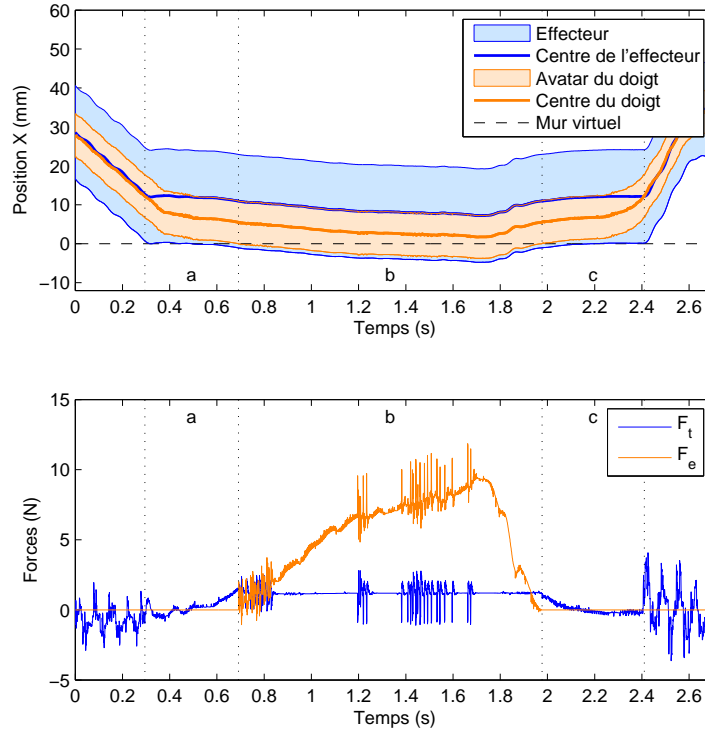 60
50
40
30
20
10
0
−10
Position X (mm)
Effecteur
Centre de l'effecteur
Avatar du doigt
Centre du doigt
Mur virtuel
a b c
0 0.2 0.4 0.6 0.8 1 1.2 1.4 1.6 1.8 2 2.2 2.4 2.6
Temps (s)
15
10
5
0
−5
Forces (N)
a b c
F_t
F_e
0 0.2 0.4 0.6 0.8 1 1.2 1.4 1.6 1.8 2 2.2 2.4 2.6
Temps (s)